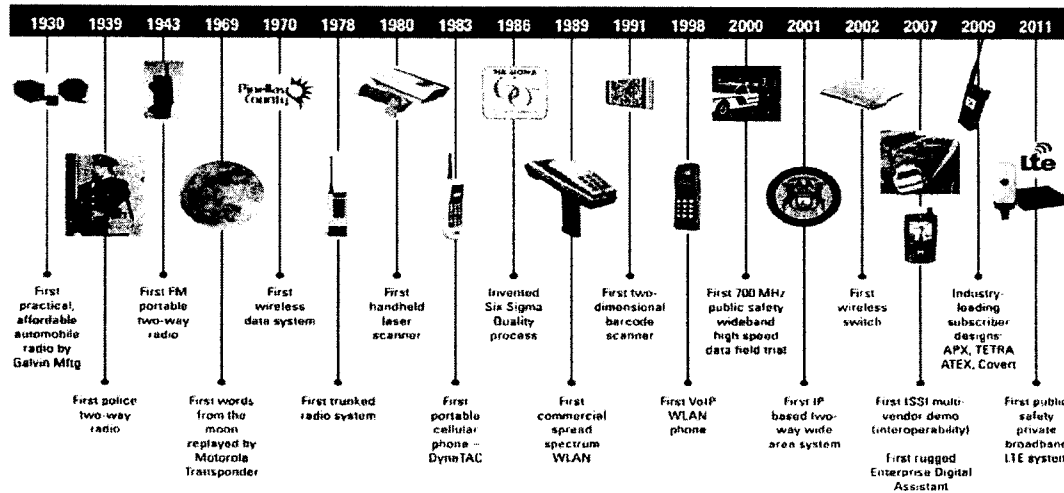 1930 1939 1943 1969 1970 1978 1980 1983 1986 1989 1991 1998 2000 2001 2002 2007 2009 2011
Pinellas
County
SIX SIGMA
Lte
First
practical,
affordable
automobile
radio by
Galvin Mftg
First police
two-way
radio
First FM
portable
two-way
radio
First words
from the
moon
replayed by
Motorola
Transponder
First
wireless
data system
First trunked
radio system
First
handheld
laser
scanner
First
portable
cellular
phone –
DynaTAC
Invented
Six Sigma
Quality
process
First
commercial
spread
spectrum
WLAN
First two-
dimensional
barcode
scanner
First VoIP
WLAN
phone
First 700 MHz
public safety
wideband
high speed
data field trial
First IP
based two-
way wide
area system
First
wireless
switch
First ISSI multi-
vendor demo
(interoperability)
First rugged
Enterprise Digital
Assistant
Industry-
leading
subscriber
designs:
APX, TETRA
ATEX, Covert
First public
safety
private
broadband
LTE system